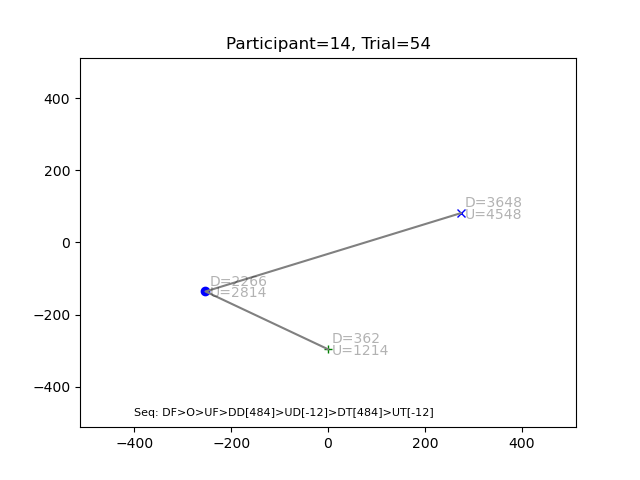 Participant=14, Trial=54
400
200
0
−200
−400
D=3648
U=4548
D=2266
U=2814
D=362
U=1214
Seq: DF>O>UF>DD[484]>UD[-12]>DT[484]>UT[-12]
−400 −200 0 200 400